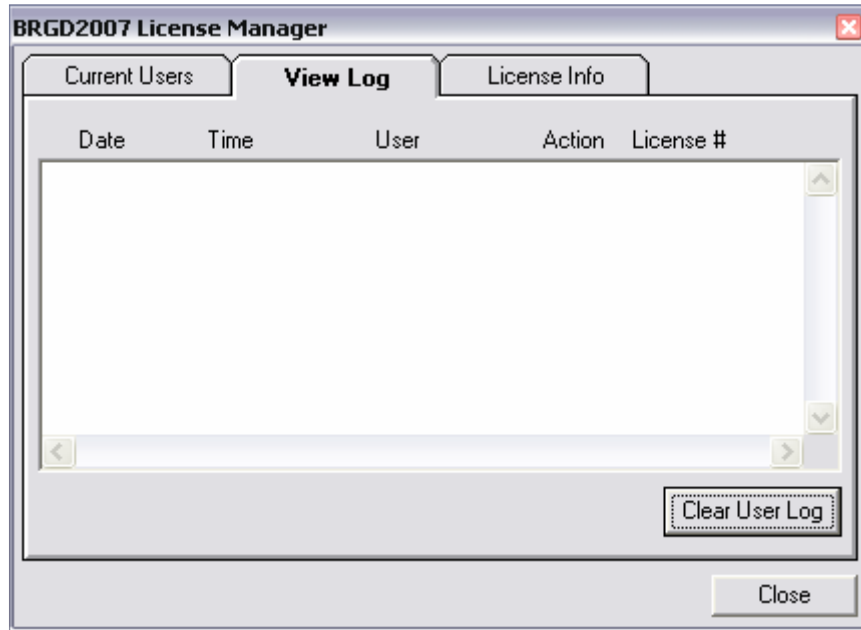 BRGD2007 License Manager
Current Users View Log License Info
Date Time User Action License #
Clear User Log
Close